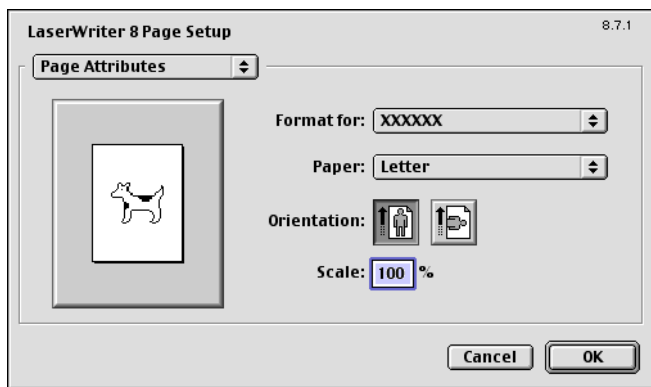 LaserWriter 8 Page Setup
8.7.1
Page Attributes
Format for: XXXXXX
Paper: Letter
Orientation:
Scale: 100 %
Cancel OK